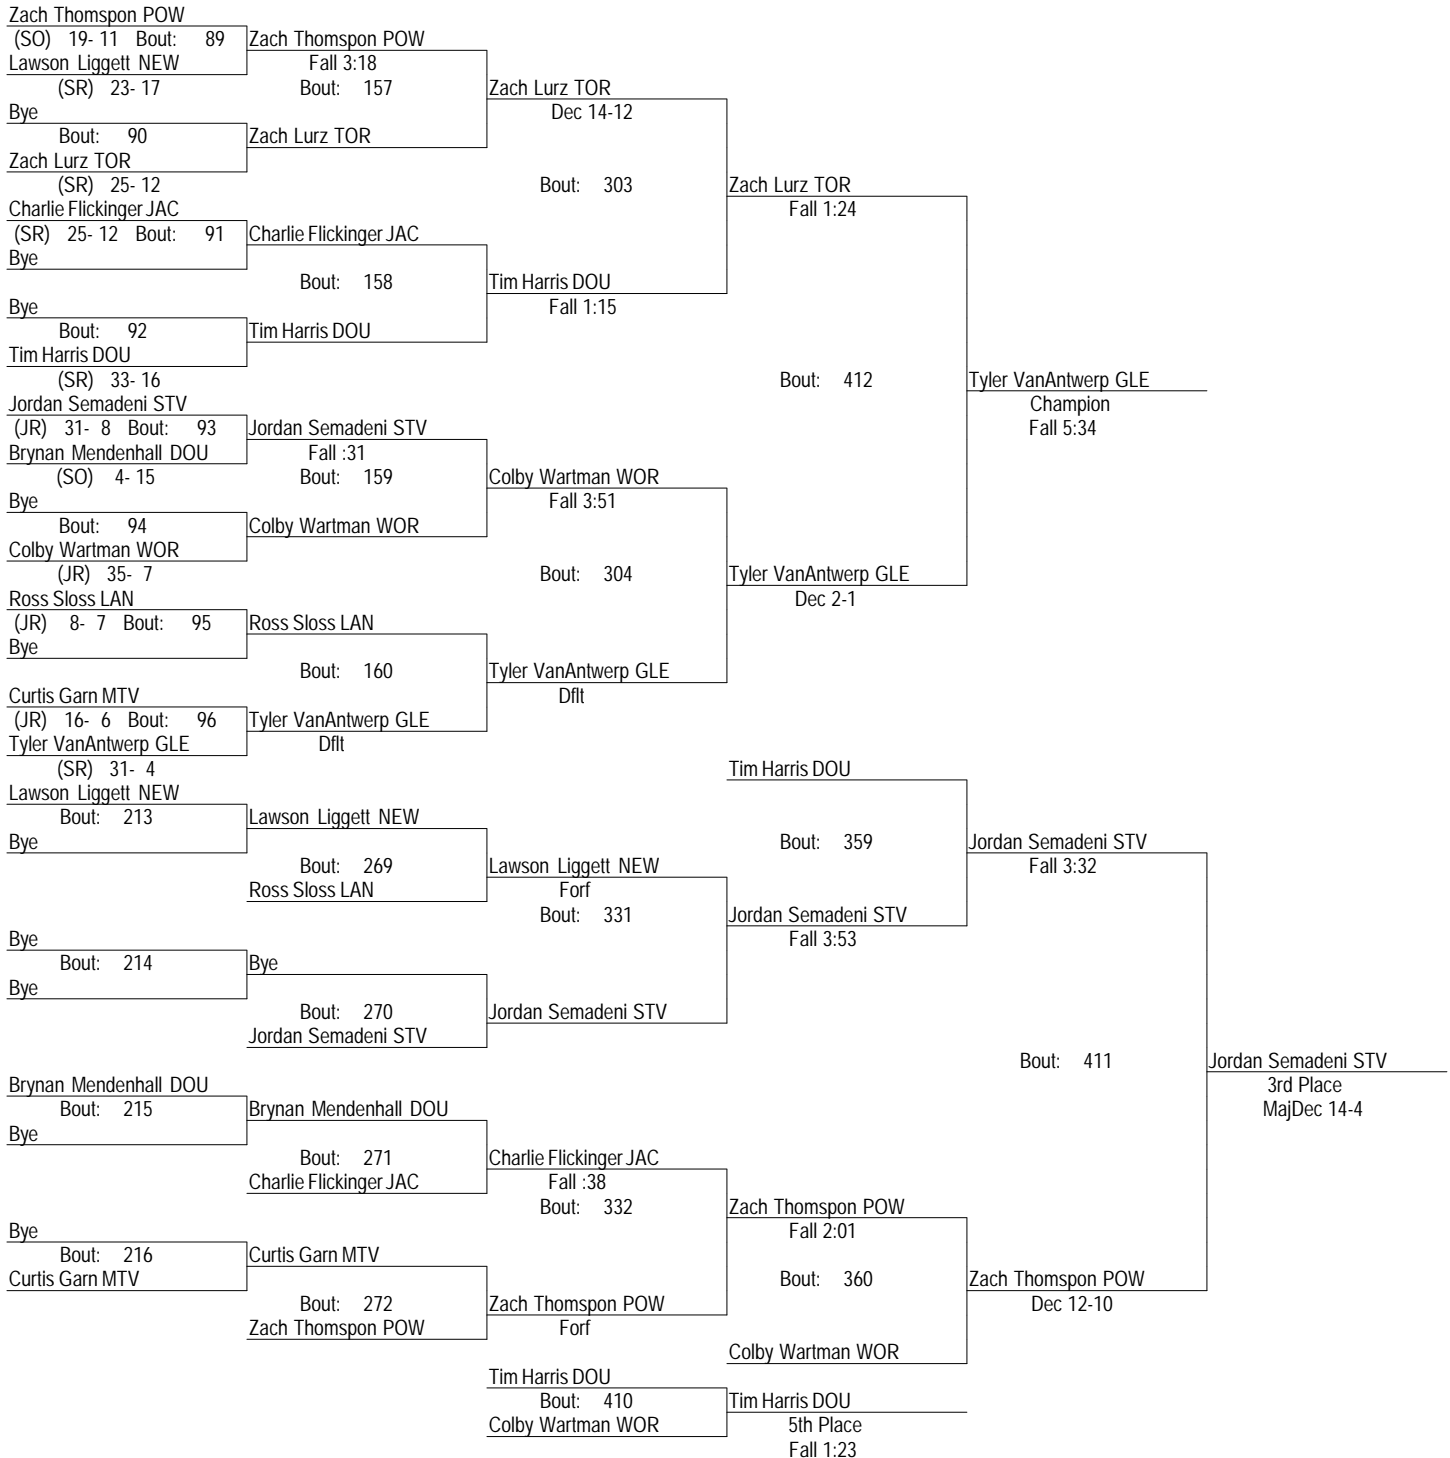 Zach Thomspon POW
(SO) 19- 11 Bout: 89
Zach Thomspon POW
Lawson Liggett NEW
Fall 3:18
(SR) 23- 17
Bout: 157
Zach Lurz TOR
Bye
Dec 14-12
Bout: 90
Zach Lurz TOR
Zach Lurz TOR
(SR) 25- 12
Bout: 303
Zach Lurz TOR
Charlie Flickinger JAC
Fall 1:24
(SR) 25- 12 Bout: 91
Charlie Flickinger JAC
Bye
Bout: 158
Tim Harris DOU
Bye
Fall 1:15
Bout: 92
Tim Harris DOU
Tim Harris DOU
(SR) 33- 16
Bout: 412
Tyler VanAntwerp GLE
Jordan Semadeni STV
Champion
(JR) 31- 8 Bout: 93
Jordan Semadeni STV
Fall 5:34
Brynan Mendenhall DOU
Fall :31
(SO) 4- 15
Bout: 159
Colby Wartman WOR
Bye
Fall 3:51
Bout: 94
Colby Wartman WOR
Colby Wartman WOR
(JR) 35- 7
Bout: 304
Tyler VanAntwerp GLE
Ross Sloss LAN
Dec 2-1
(JR) 8- 7 Bout: 95
Ross Sloss LAN
Bye
Bout: 160
Tyler VanAntwerp GLE
Curtis Garn MTV
Dflt
(JR) 16- 6 Bout: 96
Tyler VanAntwerp GLE
Tyler VanAntwerp GLE
Dflt
(SR) 31- 4
Tim Harris DOU
Lawson Liggett NEW
Bout: 213
Lawson Liggett NEW
Bye
Bout: 359
Jordan Semadeni STV
Bout: 269
Lawson Liggett NEW
Fall 3:32
Ross Sloss LAN
Forf
Bout: 331
Jordan Semadeni STV
Bye
Fall 3:53
Bout: 214
Bye
Bye
Bout: 270
Jordan Semadeni STV
Jordan Semadeni STV
Bout: 411
Jordan Semadeni STV
Brynan Mendenhall DOU
3rd Place
Bout: 215
Brynan Mendenhall DOU
MajDec 14-4
Bye
Bout: 271
Charlie Flickinger JAC
Charlie Flickinger JAC
Fall :38
Bout: 332
Zach Thomspon POW
Bye
Fall 2:01
Bout: 216
Curtis Garn MTV
Curtis Garn MTV
Bout: 360
Zach Thomspon POW
Bout: 272
Zach Thomspon POW
Dec 12-10
Zach Thomspon POW
Forf
Colby Wartman WOR
Tim Harris DOU
Bout: 410
Tim Harris DOU
Colby Wartman WOR
5th Place
Fall 1:23